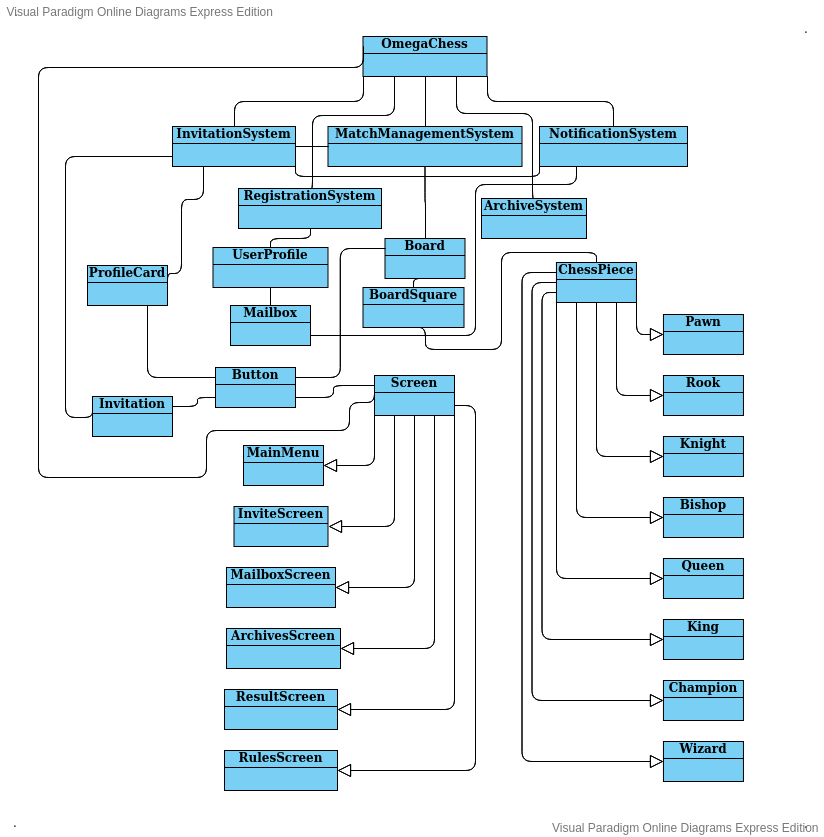 Visual Paradigm Online Diagrams Express Edition
OmegaChess
InvitationSystem
MatchManagementSystem
NotificationSystem
RegistrationSystem
ArchiveSystem
UserProfile
Board
ProfileCard
ChessPiece
BoardSquare
Mailbox
Pawn
Button
Screen
Rook
Invitation
MainMenu
Knight
InviteScreen
Bishop
MailboxScreen
Queen
ArchivesScreen
King
ResultScreen
Champion
RulesScreen
Wizard
Visual Paradigm Online Diagrams Express Edition